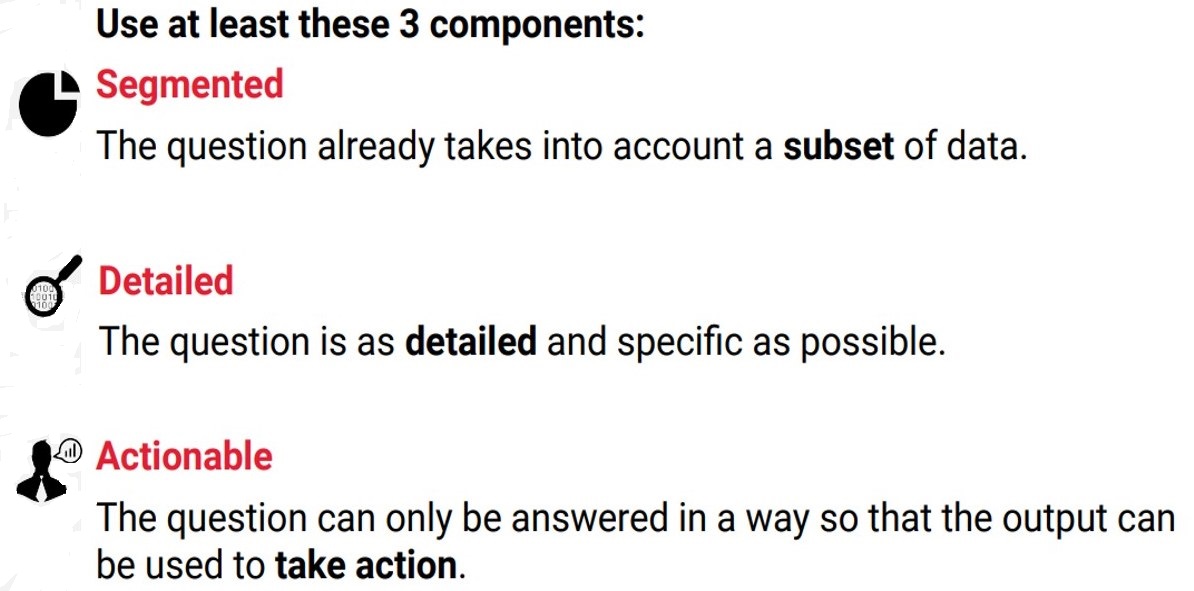 Use at least these 3 components:
Segmented
The question already takes into account a subset of data.
Detailed
The question is as detailed and specific as possible.
Actionable
The question can only be answered in a way so that the output can
be used to take action.